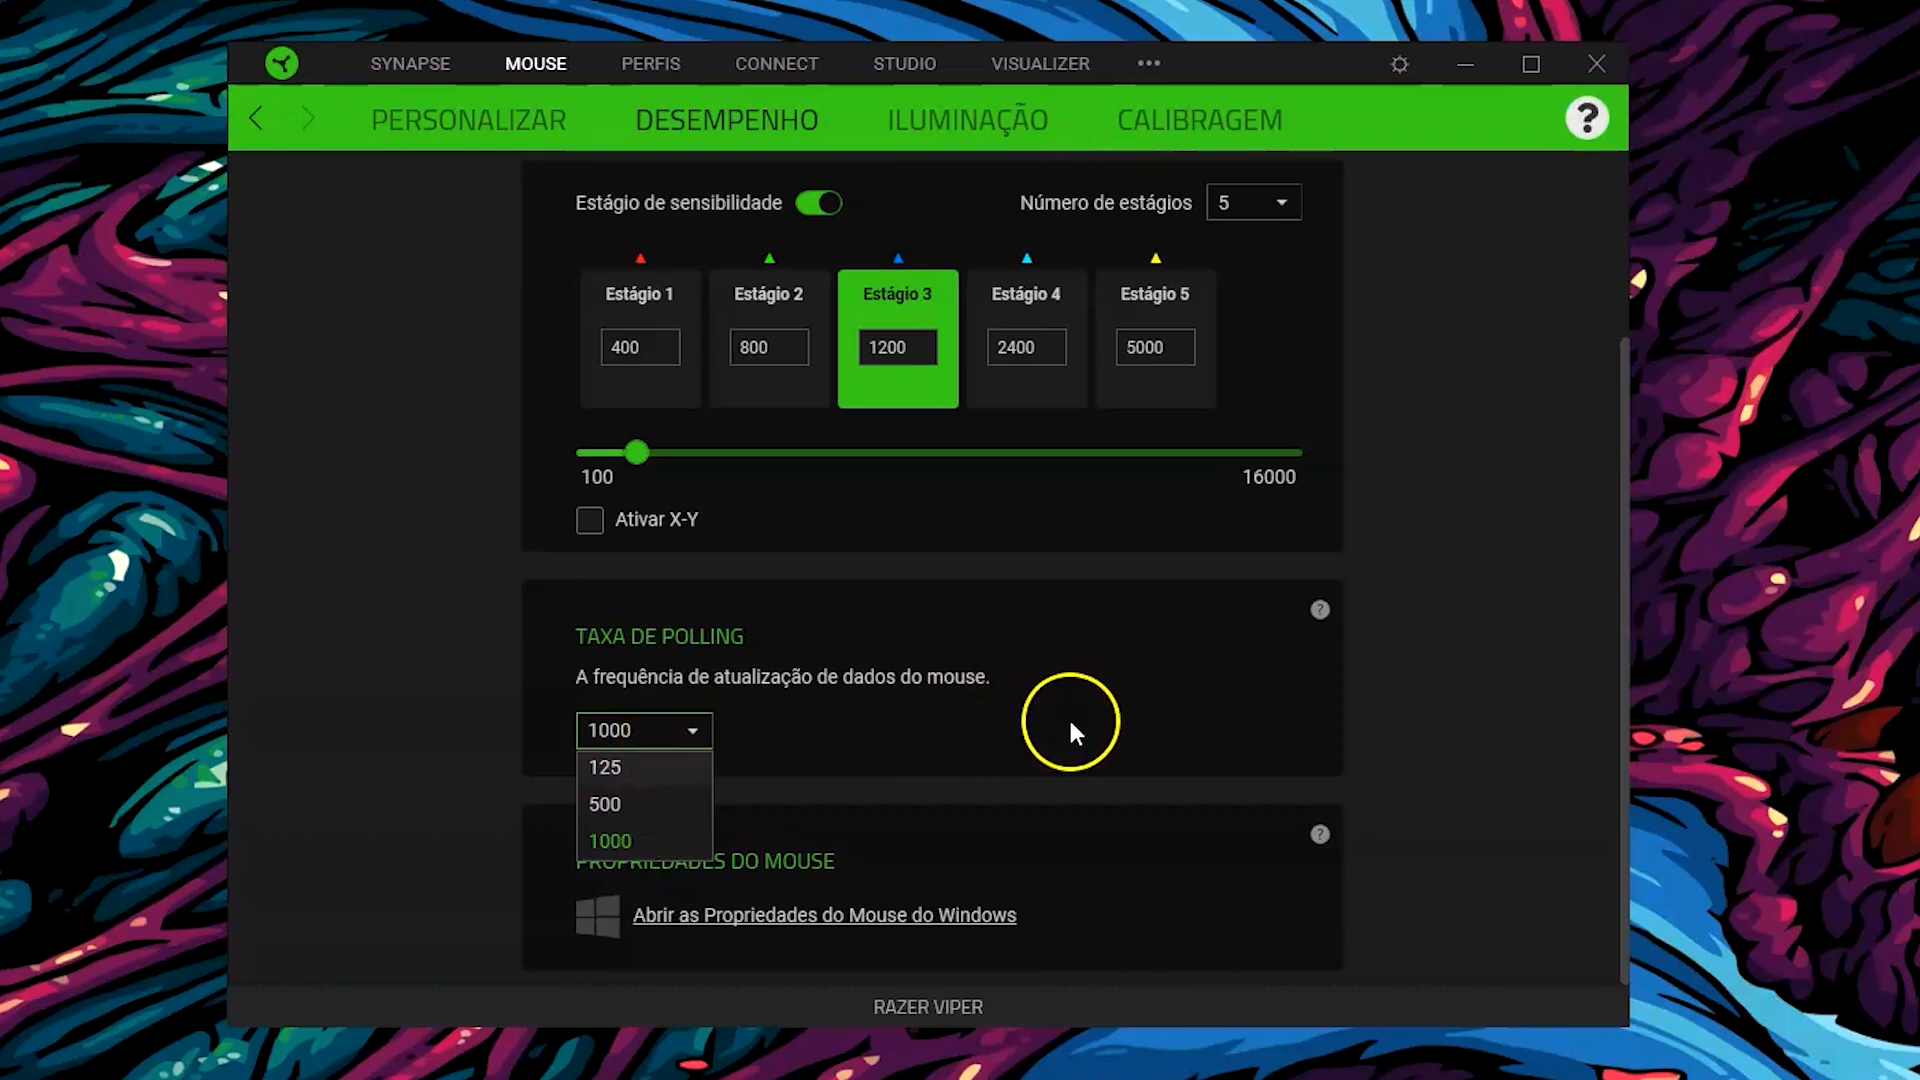 SYNAPSE MOUSE PERFIS CONNECT STUDIO VISUALIZER •••
PERSONALIZAR DESEMPENHO ILUMINAÇÃO CALIBRAGEM ?
Estágio de sensibilidade Número de estágios 5
Estágio 1 Estágio 2 Estágio 3 Estágio 4 Estágio 5
400 800 1200 2400 5000
100 16000
Ativar X-Y
?
TAXA DE POLLING
A frequência de atualização de dados do mouse.
1000
125
500
1000
?
PROPRIEDADES DO MOUSE
Abrir as Propriedades do Mouse do Windows
RAZER VIPER